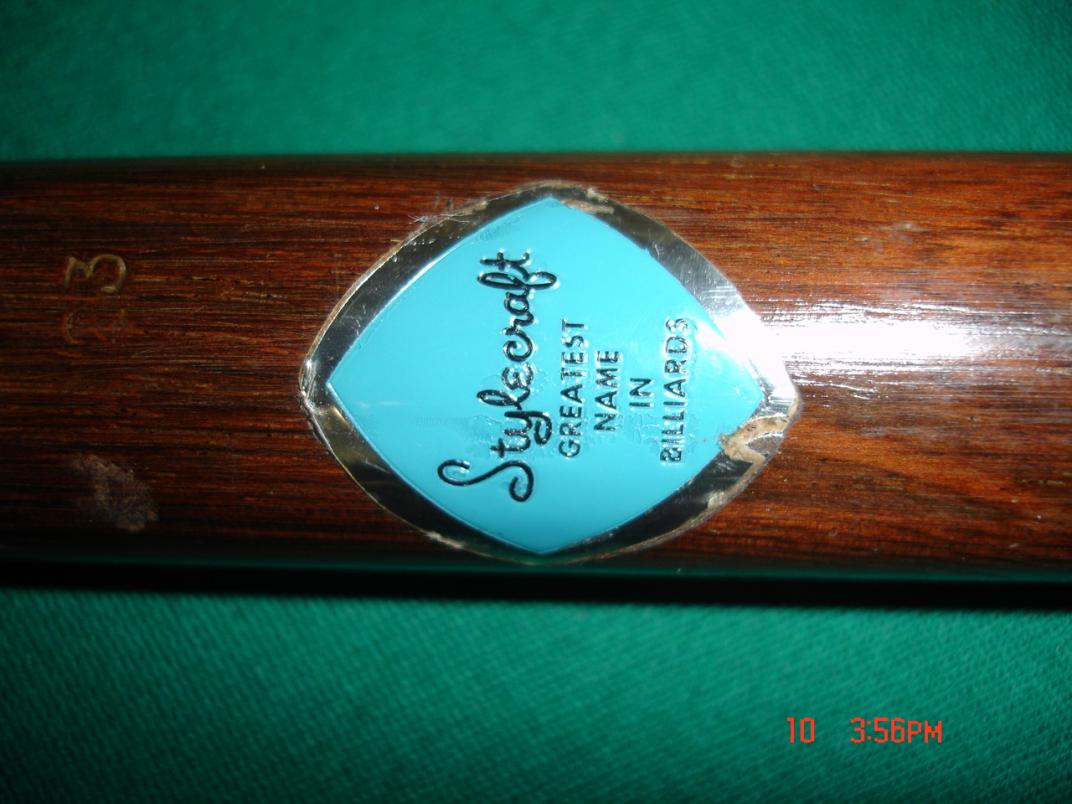 Stylecraft
GREATEST
NAME
IN
BILLIARDS
23
10 3:56PM